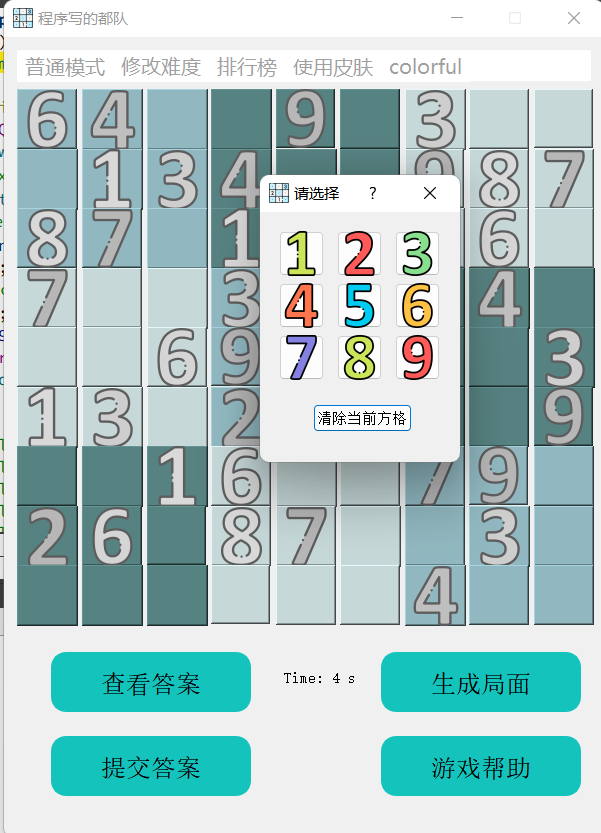 程序写的都队
普通模式 修改难度 排行榜 使用皮肤 colorful
6 4 9 3
1 3 4 9 8 7
请选择 ?
8 7 1 6
1 2 3
7 3 4
4 5 6
6 9 3
7 8 9
1 3 2 9
清除当前方格
1 6 7 9
2 6 8 7 3
4
查看答案 Time: 4 s 生成局面
提交答案 游戏帮助